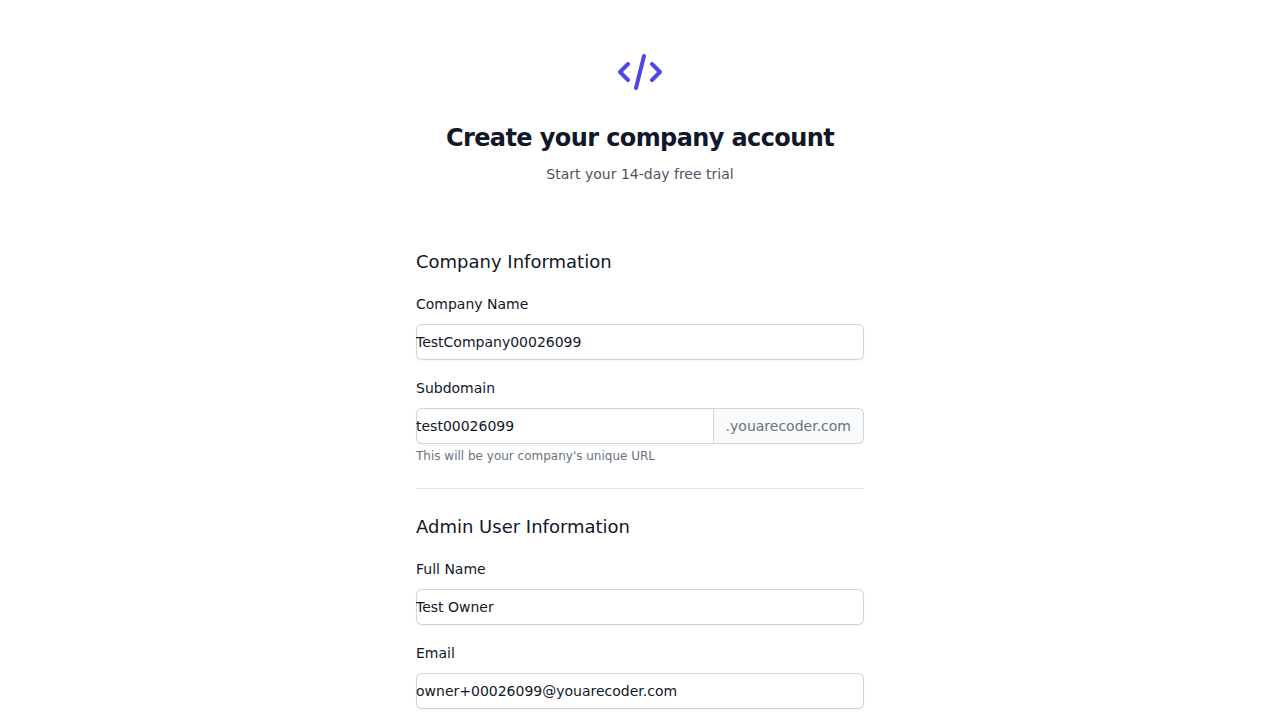 Create your company account
Start your 14-day free trial
Company Information
Company Name
TestCompany00026099
Subdomain
test00026099 .youarecoder.com
This will be your company's unique URL
Admin User Information
Full Name
Test Owner
Email
owner+00026099@youarecoder.com